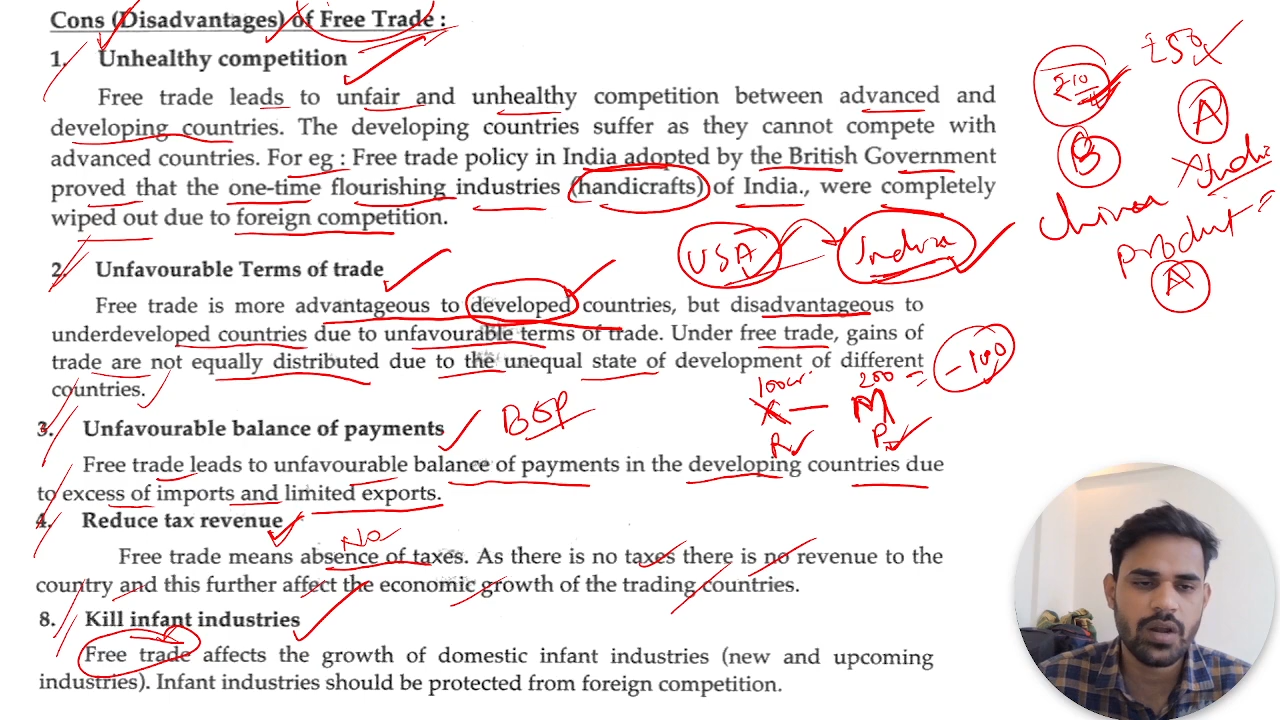 Cons (Disadvantages) of Free Trade :
1. Unhealthy competition
Free trade leads to unfair and unhealthy competition between advanced and
developing countries. The developing countries suffer as they cannot compete with
advanced countries. For eg : Free trade policy in India adopted by the British Government
proved that the one-time flourishing industries (handicrafts) of India., were completely
wiped out due to foreign competition.
2. Unfavourable Terms of trade
Free trade is more advantageous to developed countries, but disadvantageous to
underdeveloped countries due to unfavourable terms of trade. Under free trade, gains of
trade are not equally distributed due to the unequal state of development of different
countries.
3. Unfavourable balance of payments
Free trade leads to unfavourable balance of payments in the developing countries due
to excess of imports and limited exports.
4. Reduce tax revenue
Free trade means absence of taxes. As there is no taxes there is no revenue to the
country and this further affect the economic growth of the trading countries.
8. Kill infant industries
Free trade affects the growth of domestic infant industries (new and upcoming
industries). Infant industries should be protected from foreign competition.
USA India
BOP
100cr 200
X — M = -100
R P
No
B A
China India
Product
A